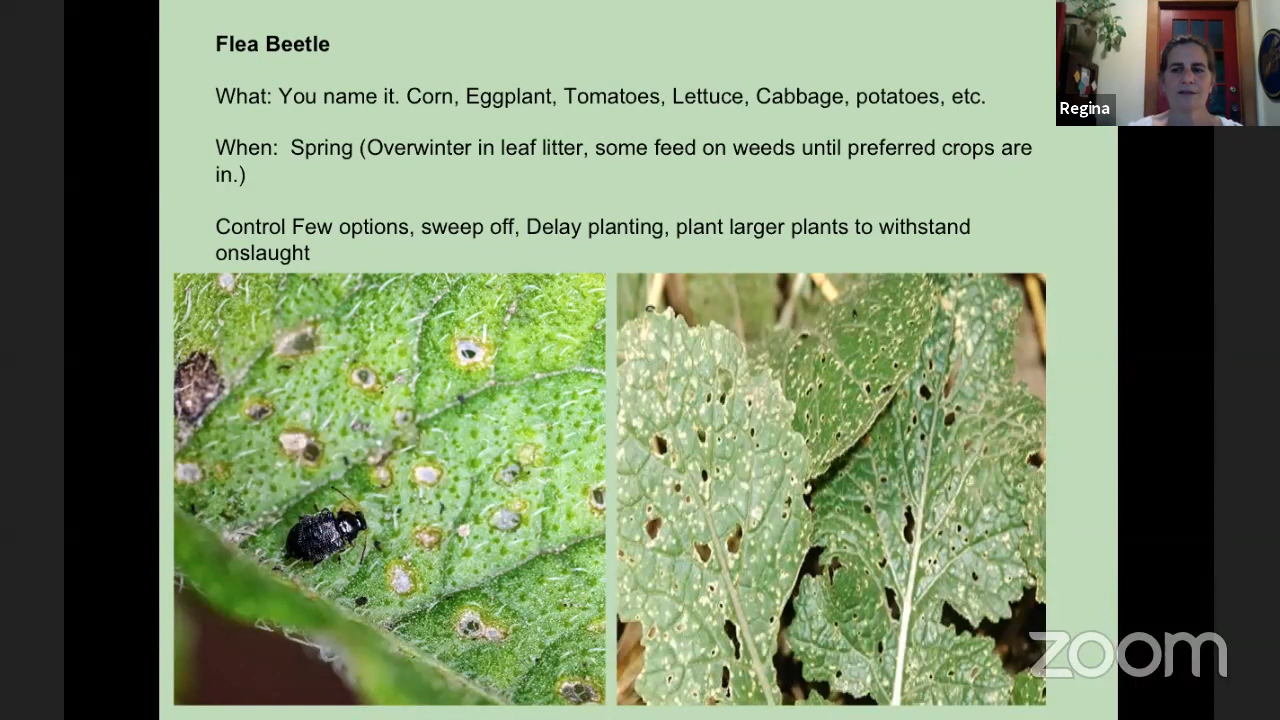 Flea Beetle
What: You name it. Corn, Eggplant, Tomatoes, Lettuce, Cabbage, potatoes, etc.
When:  Spring (Overwinter in leaf litter, some feed on weeds until preferred crops are
in.)
Control Few options, sweep off, Delay planting, plant larger plants to withstand
onslaught
Regina
zoom